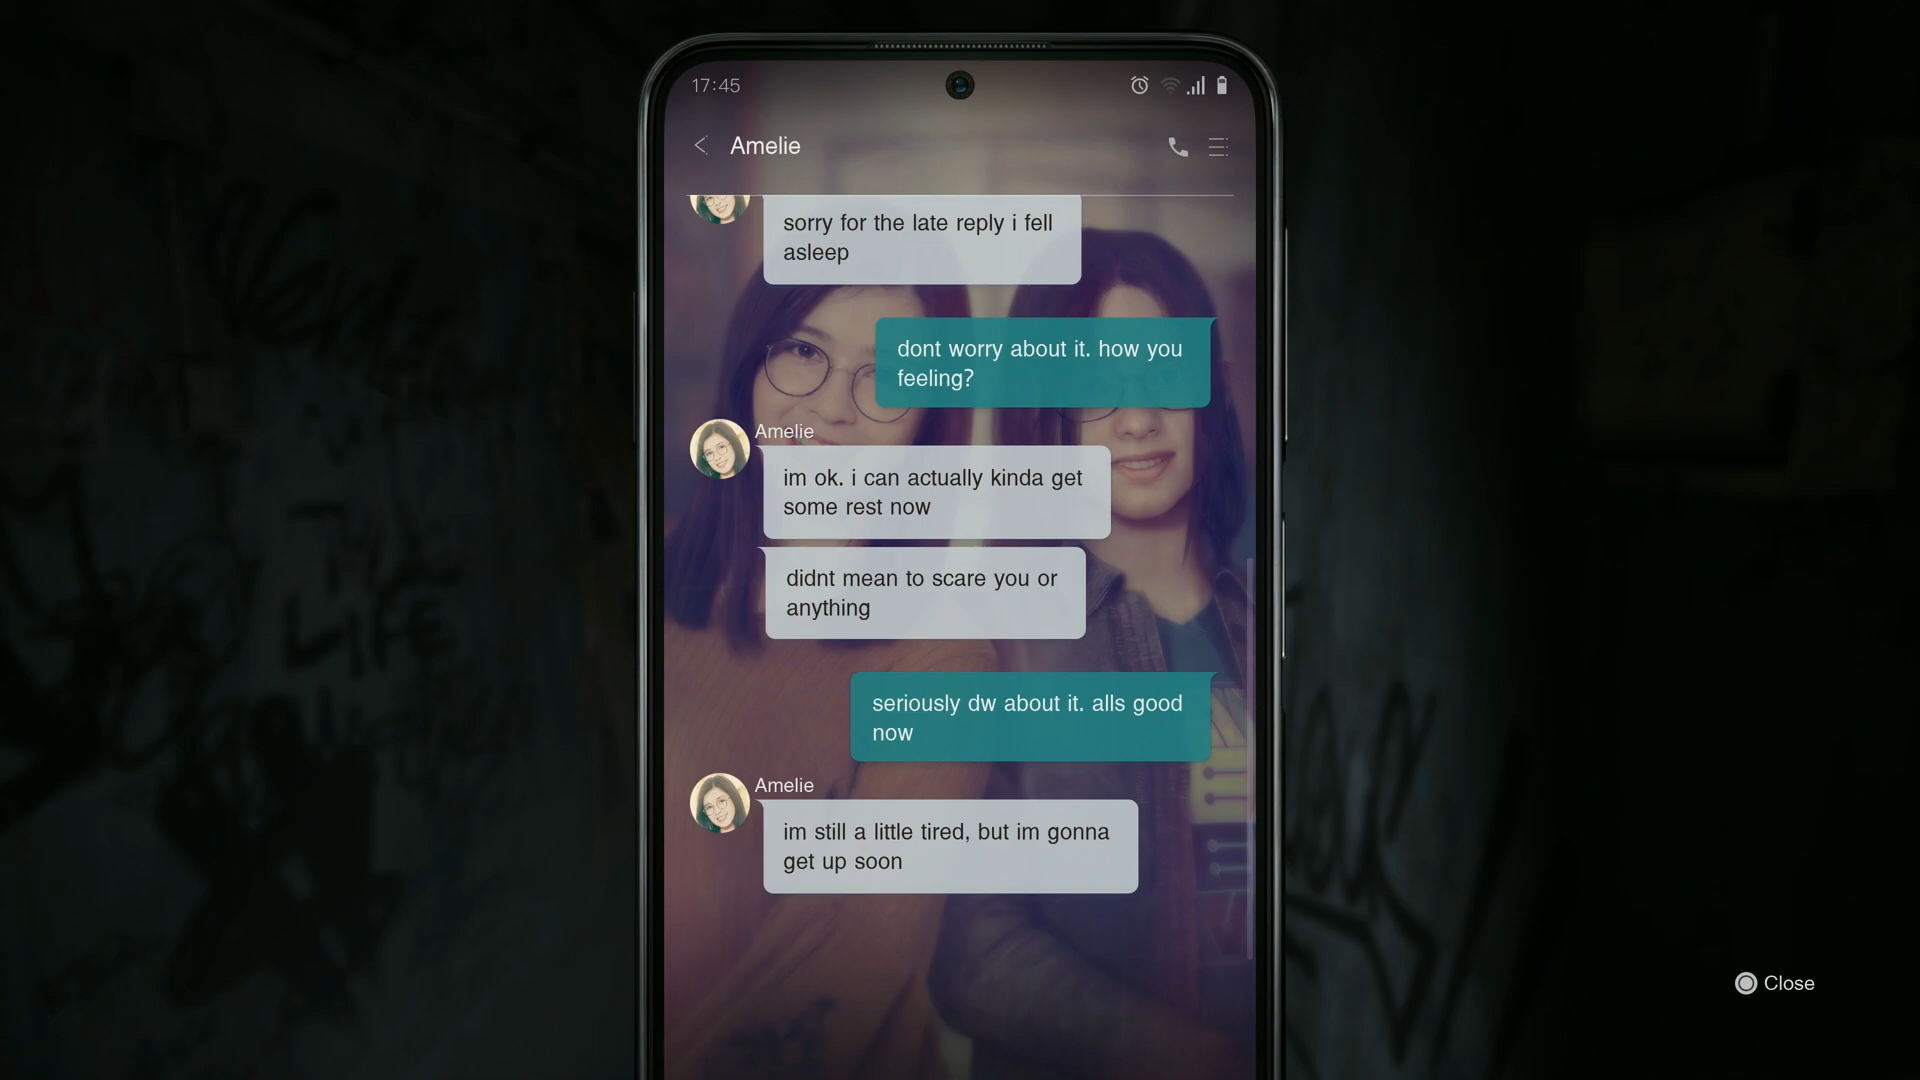 17:45
Amelie
sorry for the late reply i fell
asleep
dont worry about it. how you
feeling?
Amelie
im ok. i can actually kinda get
some rest now
didnt mean to scare you or
anything
seriously dw about it. alls good
now
Amelie
im still a little tired, but im gonna
get up soon
THE
LIFE
Close